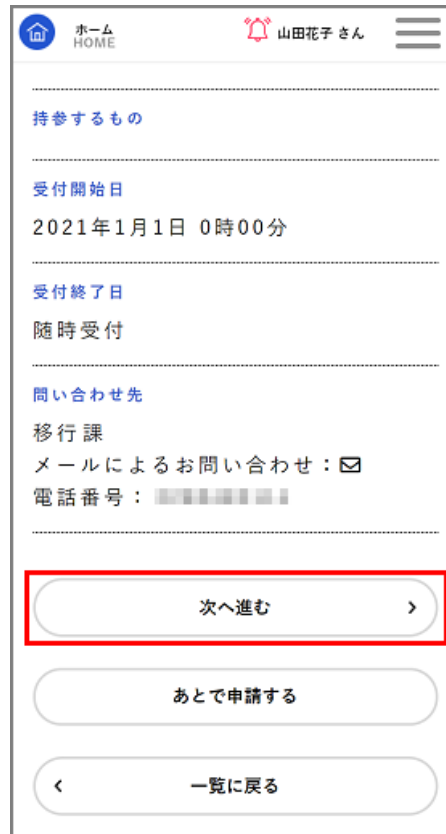 ホーム
HOME
山田花子 さん
持参するもの
受付開始日
2021年1月1日 0時00分
受付終了日
随時受付
問い合わせ先
移行課
メールによるお問い合わせ：
電話番号：
次へ進む
あとで申請する
一覧に戻る